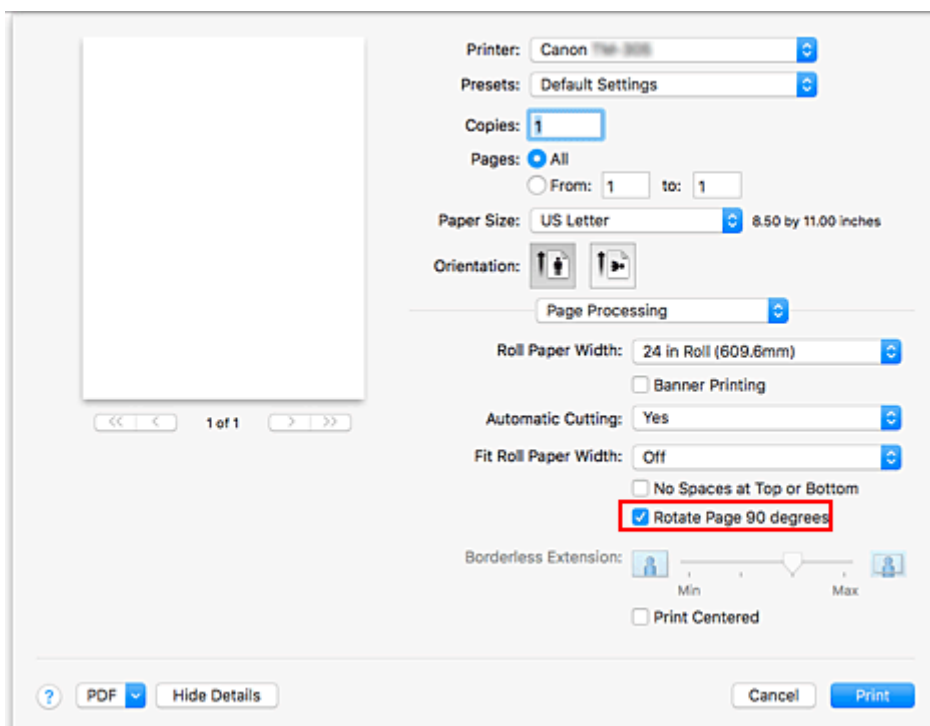 Printer: Canon
Presets: Default Settings
Copies: 1
Pages: All
From: 1 to: 1
Paper Size: US Letter 8.50 by 11.00 inches
Orientation:
Page Processing
Roll Paper Width: 24 in Roll (609.6mm)
Banner Printing
<< < 1 of 1 > >>
Automatic Cutting: Yes
Fit Roll Paper Width: Off
No Spaces at Top or Bottom
Rotate Page 90 degrees
Borderless Extension:
Min Max
Print Centered
? PDF Hide Details Cancel Print